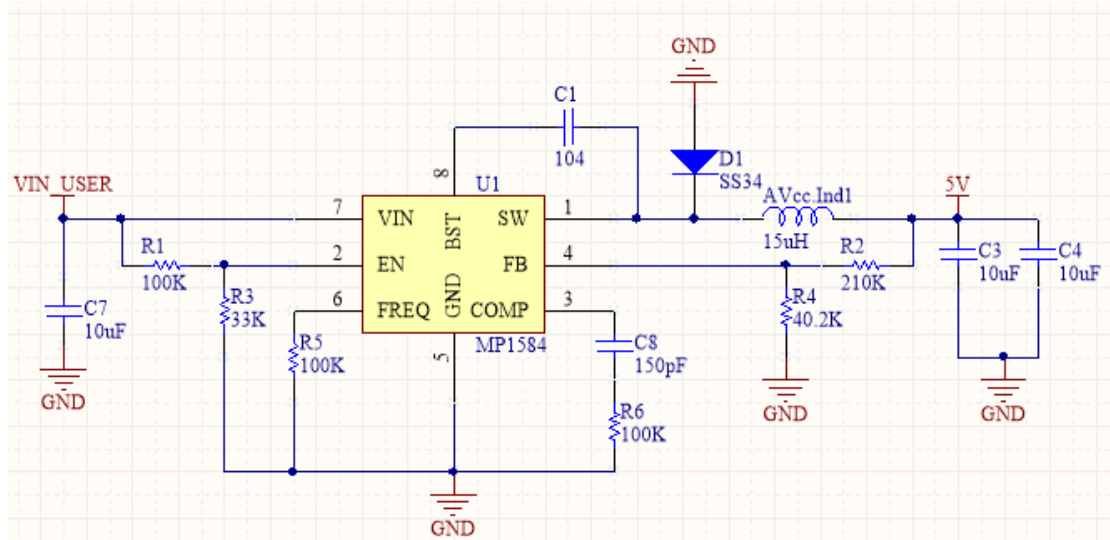 GND
C1
104
D1
SS34
VIN_USER
8
U1
AVcc.Ind1
15uH
5V
7
VIN
BST
SW
1
R1
100K
2
EN
FB
4
R2
210K
C3
10uF
C4
10uF
C7
10uF
R3
33K
6
FREQ
GND
COMP
3
R4
40.2K
R5
100K
5
MP1584
C8
150pF
GND
R6
100K
GND
GND
GND